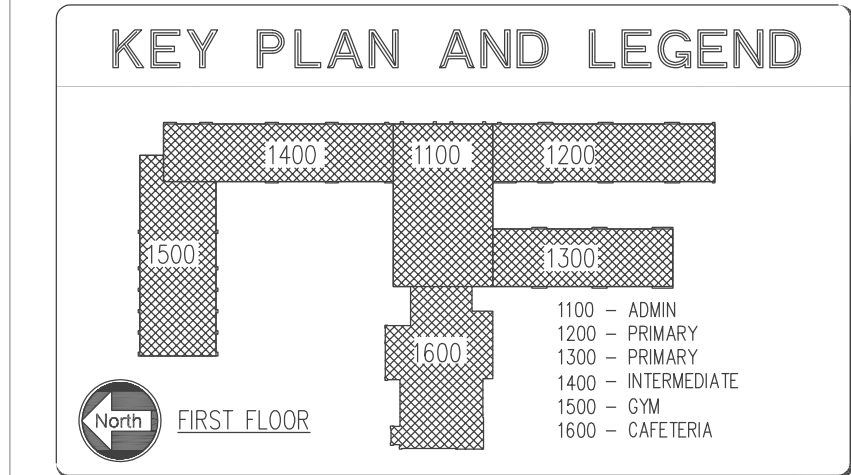 KEY PLAN AND LEGEND
1400 1100 1200
1500 1300
1600
1100 – ADMIN
1200 – PRIMARY
1300 – PRIMARY
1400 – INTERMEDIATE
1500 – GYM
1600 – CAFETERIA
North FIRST FLOOR